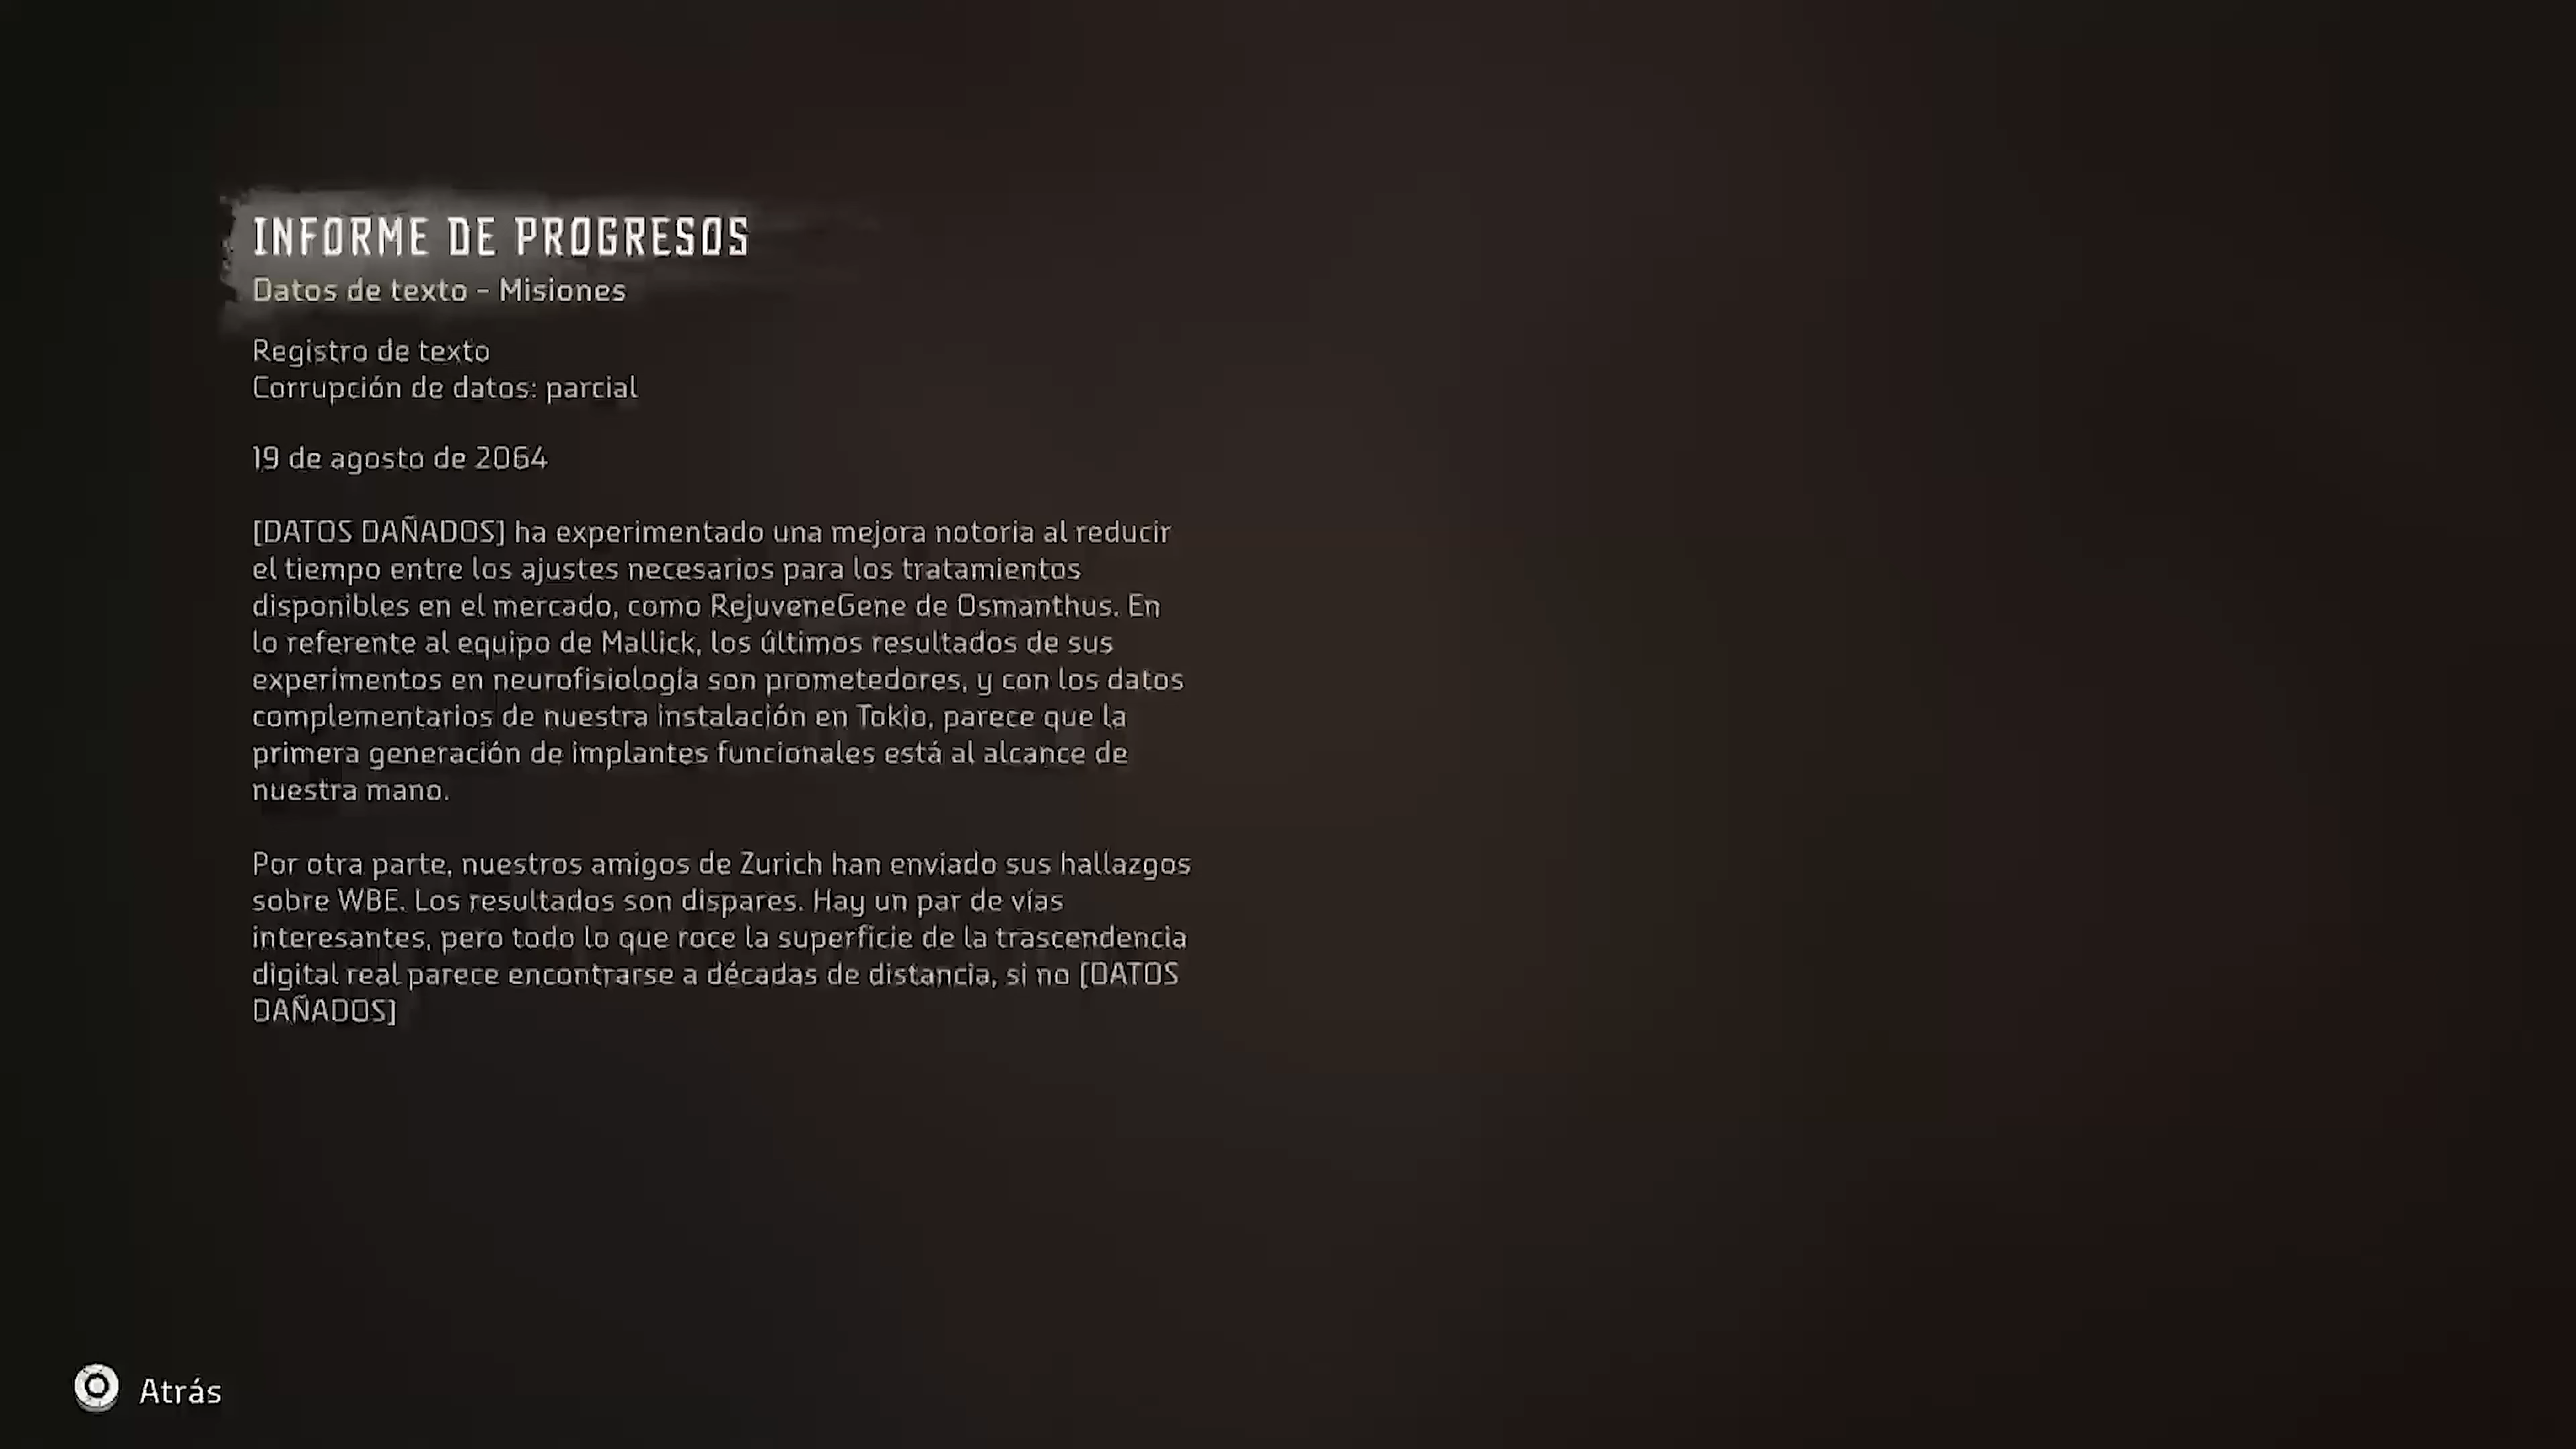 INFORME DE PROGRESOS
Datos de texto - Misiones
Registro de texto
Corrupción de datos: parcial
19 de agosto de 2064
[DATOS DAÑADOS] ha experimentado una mejora notoria al reducir
el tiempo entre los ajustes necesarios para los tratamientos
disponibles en el mercado, como RejuveneGene de Osmanthus. En
lo referente al equipo de Mallick, los últimos resultados de sus
experimentos en neurofisiología son prometedores, y con los datos
complementarios de nuestra instalación en Tokio, parece que la
primera generación de implantes funcionales está al alcance de
nuestra mano.
Por otra parte, nuestros amigos de Zurich han enviado sus hallazgos
sobre WBE. Los resultados son dispares. Hay un par de vías
interesantes, pero todo lo que roce la superficie de la trascendencia
digital real parece encontrarse a décadas de distancia, si no [DATOS
DAÑADOS]
Atrás